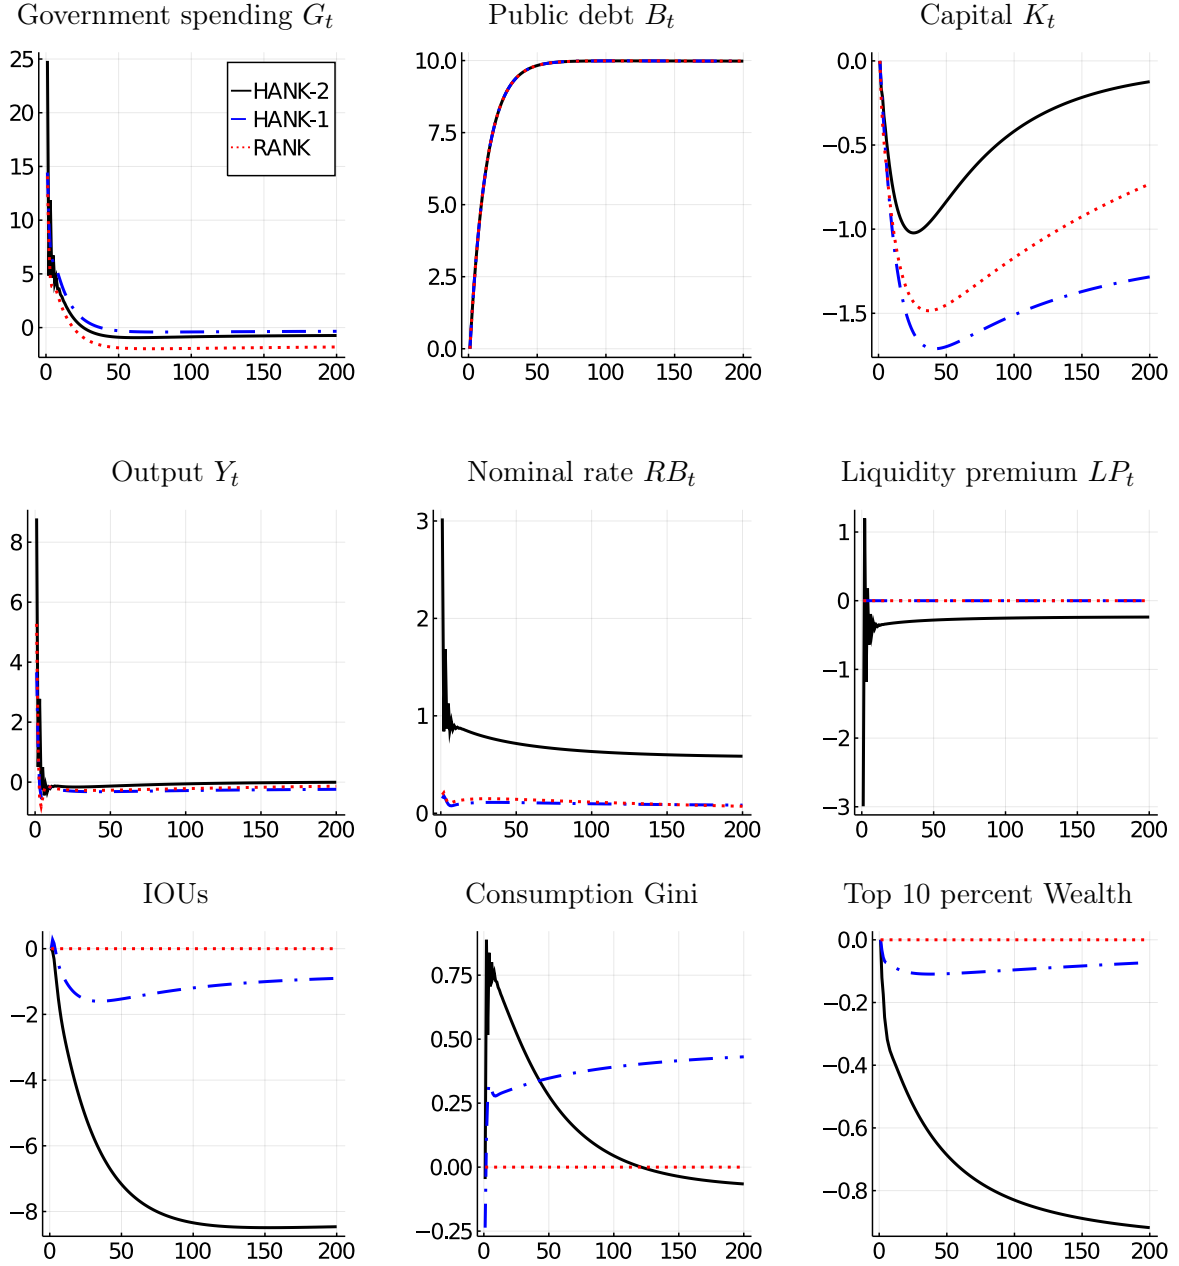 Government spending G_t
Public debt B_t
Capital K_t
25
20
15
10
5
0
0 50 100 150 200
HANK-2
HANK-1
RANK
10.0
7.5
5.0
2.5
0.0
0 50 100 150 200
0.0
−0.5
−1.0
−1.5
0 50 100 150 200
Output Y_t
Nominal rate RB_t
Liquidity premium LP_t
8
6
4
2
0
0 50 100 150 200
3
2
1
0
0 50 100 150 200
1
0
−1
−2
−3
0 50 100 150 200
IOUs
Consumption Gini
Top 10 percent Wealth
0
−2
−4
−6
−8
0 50 100 150 200
0.75
0.50
0.25
0.00
−0.25
0 50 100 150 200
0.0
−0.2
−0.4
−0.6
−0.8
0 50 100 150 200